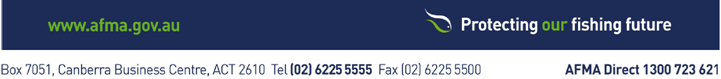 www.afma.gov.au
Protecting our fishing future
Box 7051, Canberra Business Centre, ACT 2610 Tel (02) 6225 5555 Fax (02) 6225 5500 AFMA Direct 1300 723 621